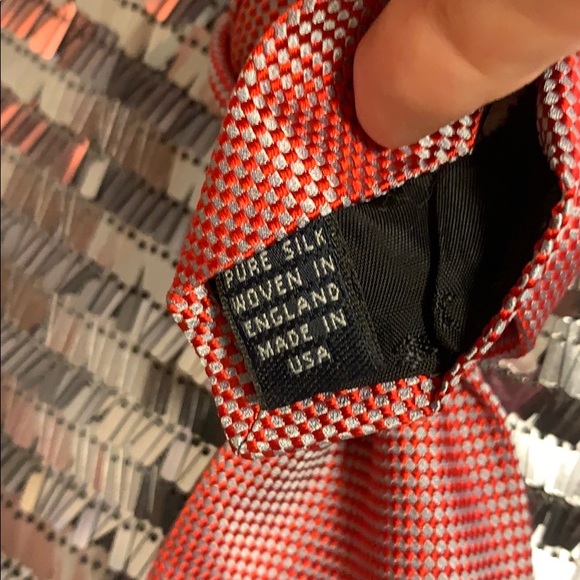 PURE SILK
WOVEN IN
ENGLAND
MADE IN
USA